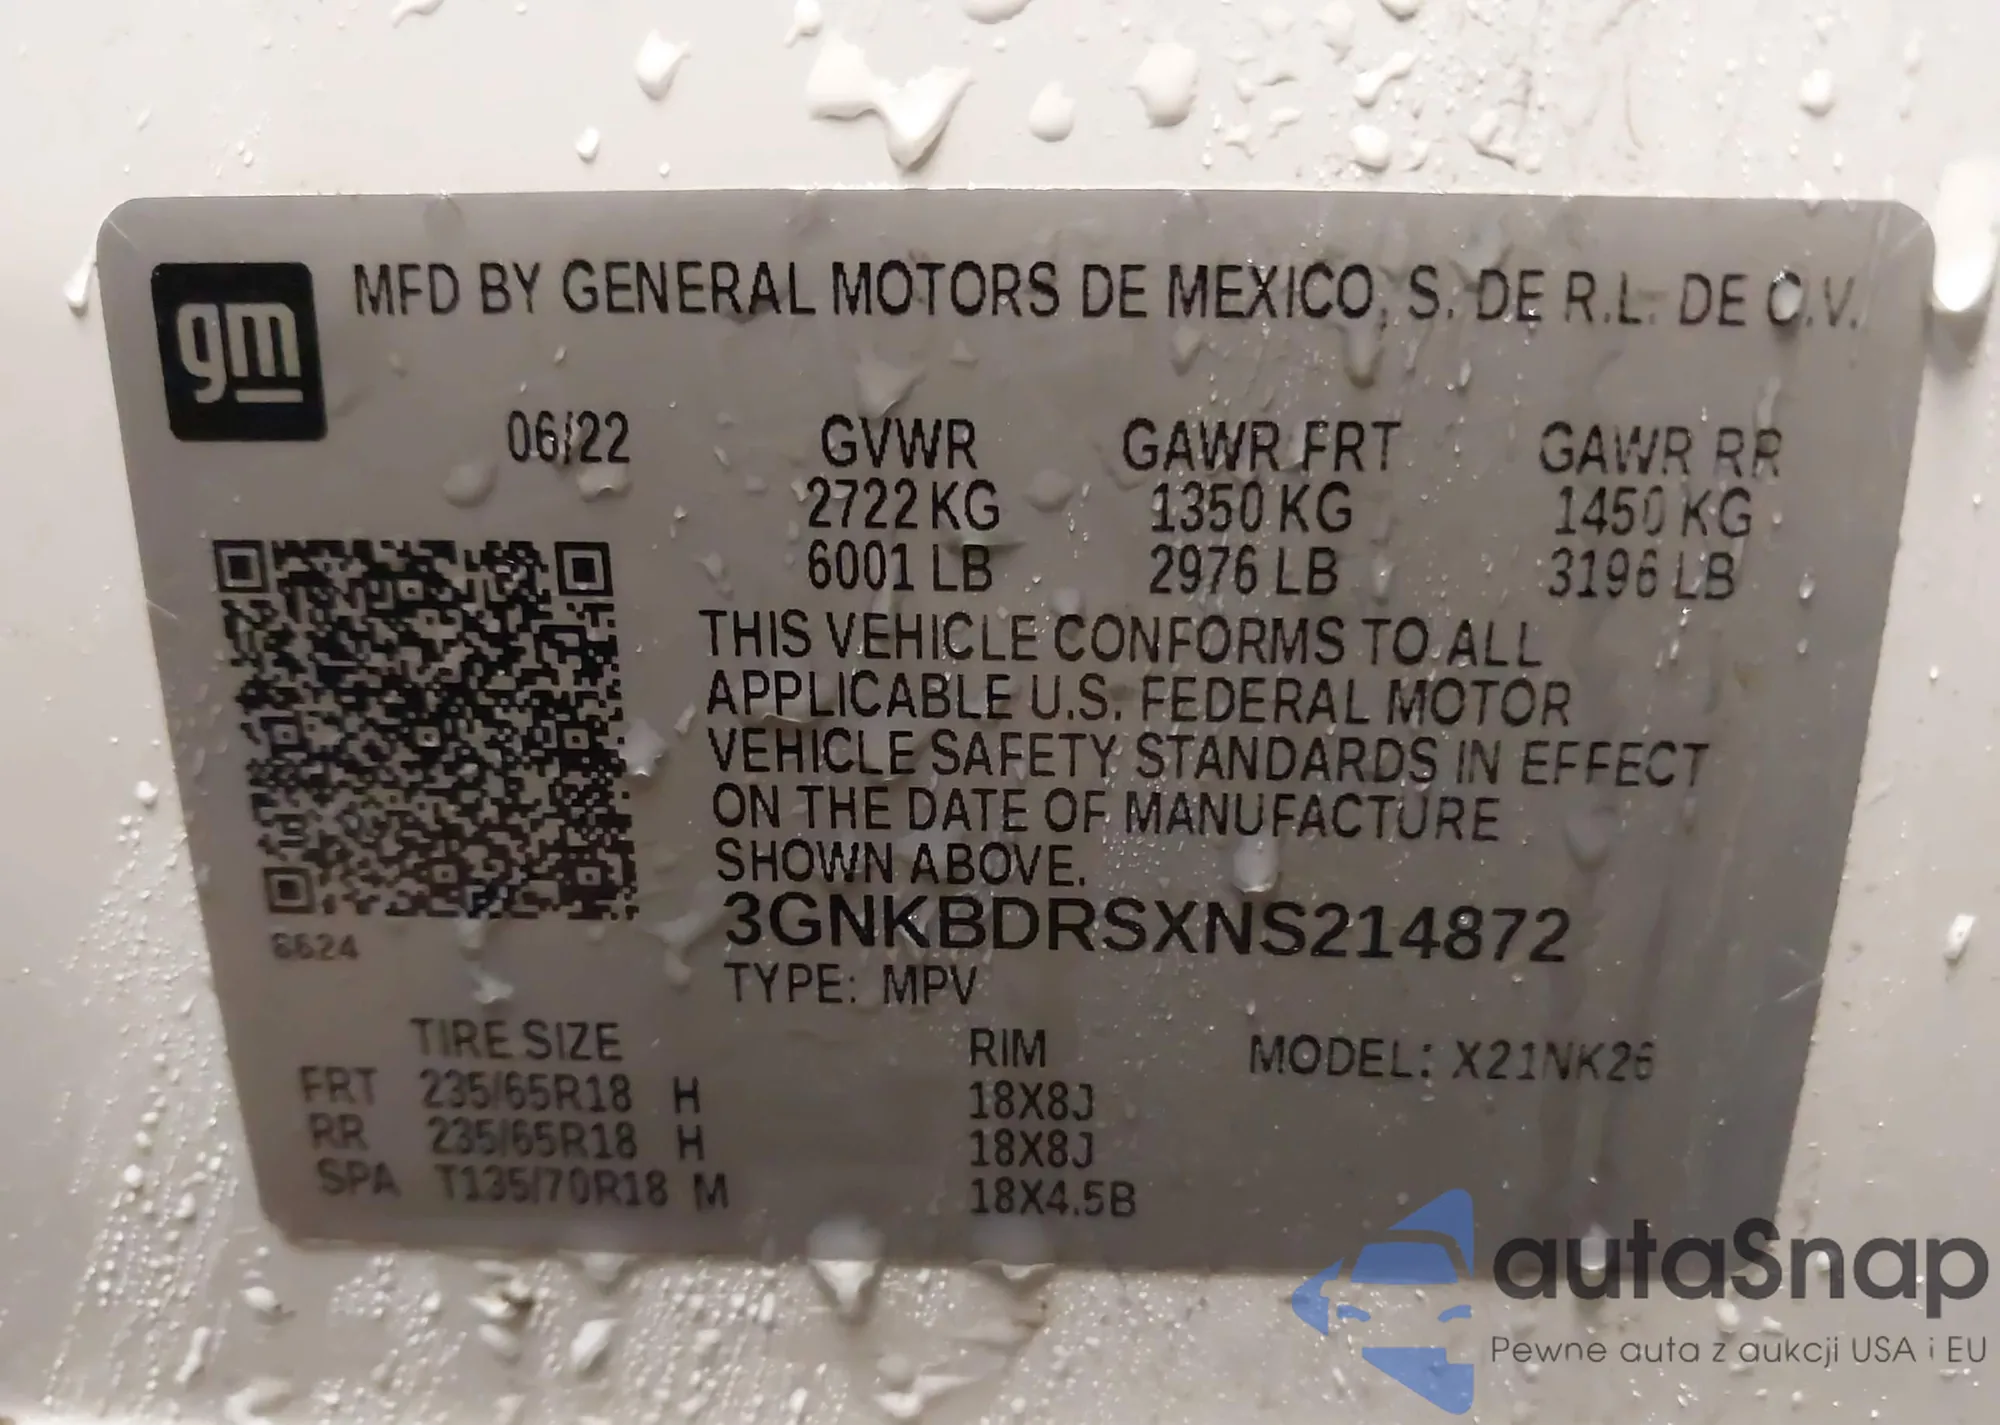 gm
MFD BY GENERAL MOTORS DE MEXICO, S. DE R.L. DE C.V.
06/22 GVWR GAWR FRT GAWR RR
2722 KG 1350 KG 1450 KG
6001 LB 2976 LB 3196 LB
THIS VEHICLE CONFORMS TO ALL
APPLICABLE U.S. FEDERAL MOTOR
VEHICLE SAFETY STANDARDS IN EFFECT
ON THE DATE OF MANUFACTURE
SHOWN ABOVE.
6624
3GNKBDRSXNS214872
TYPE: MPV
TIRE SIZE RIM MODEL: X21NK26
FRT 235/65R18 H 18X8J
RR 235/65R18 H 18X8J
SPA T135/70R18 M 18X4.5B
autaSnap
Pewne auta z aukcji USA i EU